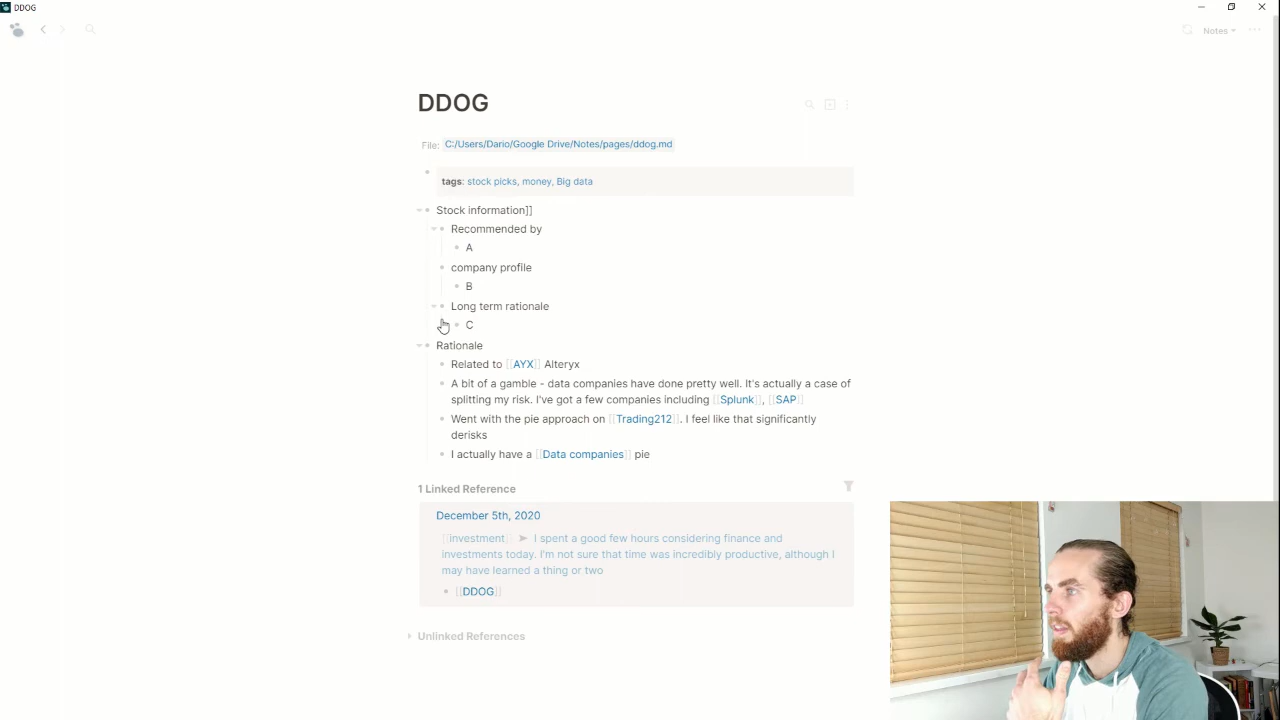 DDOG
Notes
DDOG
File: C:/Users/Dario/Google Drive/Notes/pages/ddog.md
tags: stock picks, money, Big data
Stock information]]
Recommended by
A
company profile
B
Long term rationale
C
Rationale
Related to [[AYX]] Alteryx
A bit of a gamble - data companies have done pretty well. It's actually a case of
splitting my risk. I've got a few companies including [[Splunk]], [[SAP]]
Went with the pie approach on [[Trading212]]. I feel like that significantly
derisks
I actually have a [[Data companies]] pie
1 Linked Reference
December 5th, 2020
[[investment]] ➤ I spent a good few hours considering finance and
investments today. I'm not sure that time was incredibly productive, although I
may have learned a thing or two
[[DDOG]]
Unlinked References